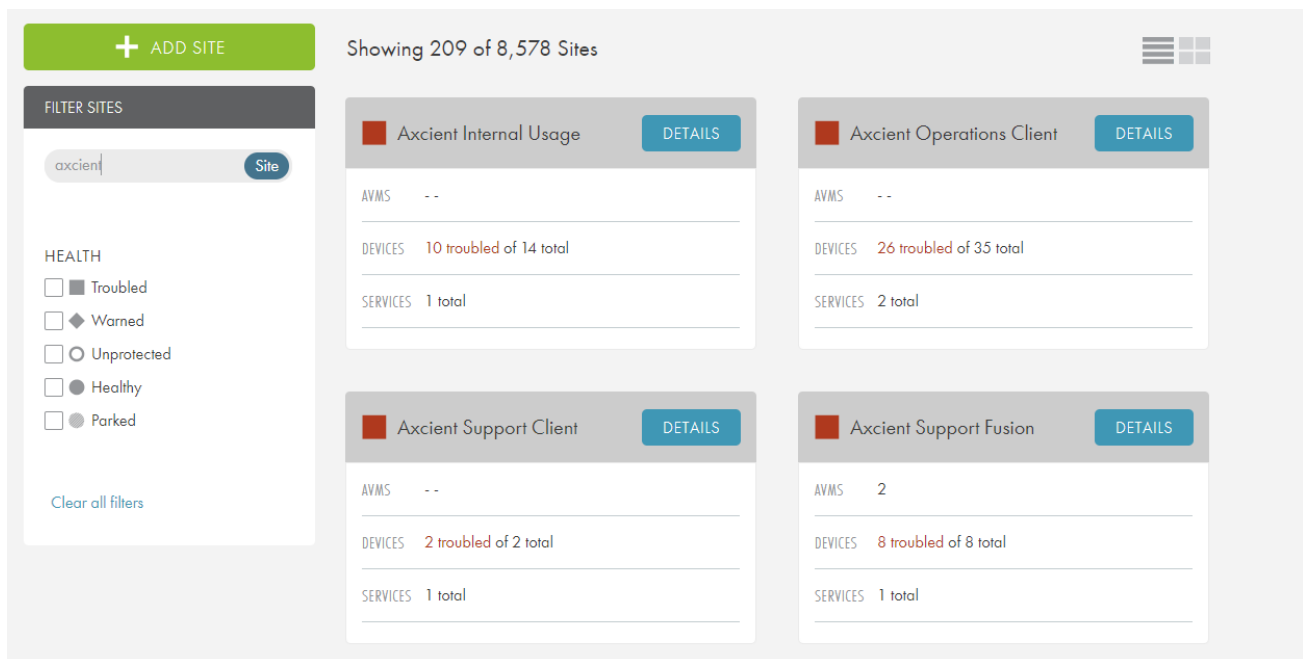 ADD SITE
Showing 209 of 8,578 Sites
FILTER SITES
axcient
Site
HEALTH
Troubled
Warned
Unprotected
Healthy
Parked
Clear all filters
Axcient Internal Usage
DETAILS
AVMS - -
DEVICES 10 troubled of 14 total
SERVICES 1 total
Axcient Operations Client
DETAILS
AVMS - -
DEVICES 26 troubled of 35 total
SERVICES 2 total
Axcient Support Client
DETAILS
AVMS - -
DEVICES 2 troubled of 2 total
SERVICES 1 total
Axcient Support Fusion
DETAILS
AVMS 2
DEVICES 8 troubled of 8 total
SERVICES 1 total